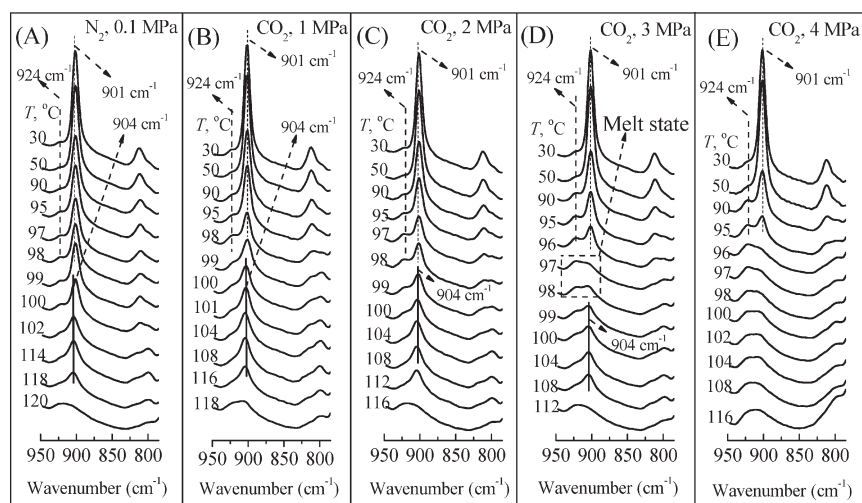 (A) N2, 0.1 MPa
924 cm-1
901 cm-1
904 cm-1
T, oC
30
50
90
95
97
98
99
100
102
114
118
120
950 900 850 800
Wavenumber (cm-1)
(B) CO2, 1 MPa
924 cm-1
901 cm-1
904 cm-1
T, oC
30
50
90
95
98
99
100
101
104
108
116
118
950 900 850 800
Wavenumber (cm-1)
(C) CO2, 2 MPa
924 cm-1
901 cm-1
T, oC
30
50
90
95
97
98
99
904 cm-1
100
104
108
112
116
950 900 850 800
Wavenumber (cm-1)
(D) CO2, 3 MPa
924 cm-1
901 cm-1
Melt state
T, oC
30
50
90
95
96
97
98
99
904 cm-1
100
104
108
112
950 900 850 800
Wavenumber (cm-1)
(E) CO2, 4 MPa
924 cm-1
901 cm-1
T, oC
30
50
90
95
96
97
98
100
102
104
108
116
950 900 850 800
Wavenumber (cm-1)